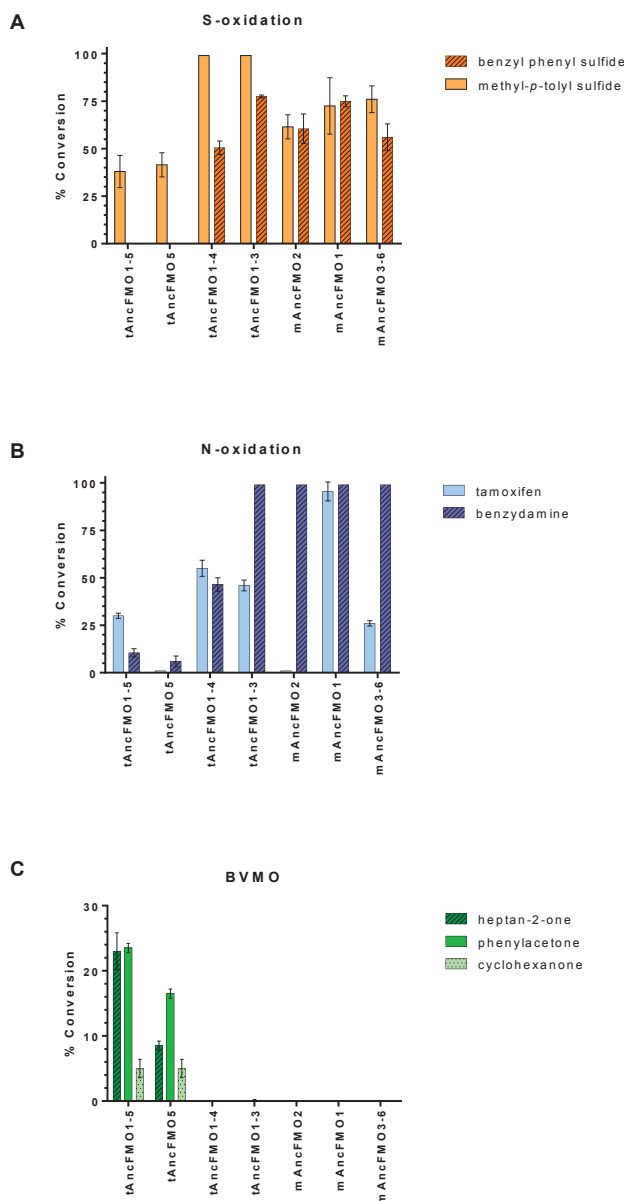 A
S-oxidation
% Conversion
100
75
50
25
0
tAncFMO1-5
tAncFMO5
tAncFMO1-4
tAncFMO1-3
mAncFMO2
mAncFMO1
mAncFMO3-6
benzyl phenyl sulfide
methyl-p-tolyl sulfide
B
N-oxidation
% Conversion
100
75
50
25
0
tAncFMO1-5
tAncFMO5
tAncFMO1-4
tAncFMO1-3
mAncFMO2
mAncFMO1
mAncFMO3-6
tamoxifen
benzydamine
C
BVMO
% Conversion
30
20
10
0
tAncFMO1-5
tAncFMO5
tAncFMO1-4
tAncFMO1-3
mAncFMO2
mAncFMO1
mAncFMO3-6
heptan-2-one
phenylacetone
cyclohexanone